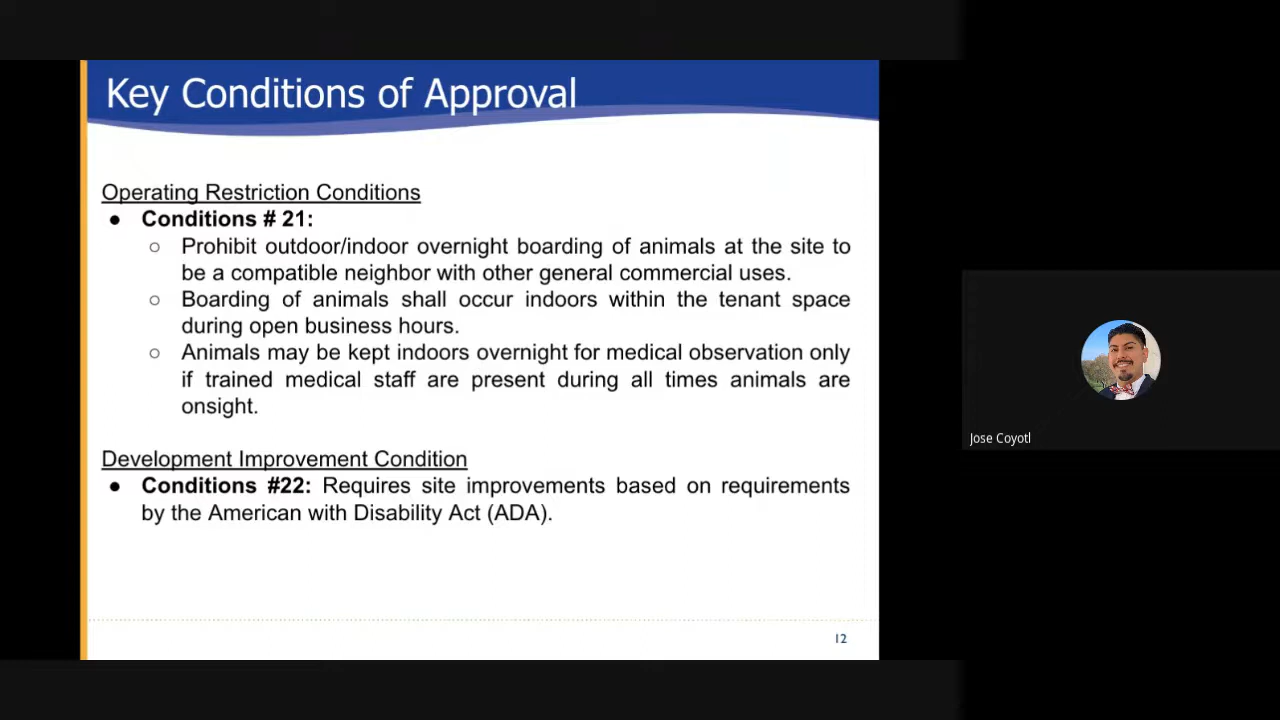 Key Conditions of Approval
Operating Restriction Conditions
● Conditions # 21:
○ Prohibit outdoor/indoor overnight boarding of animals at the site to
be a compatible neighbor with other general commercial uses.
○ Boarding of animals shall occur indoors within the tenant space
during open business hours.
○ Animals may be kept indoors overnight for medical observation only
if trained medical staff are present during all times animals are
onsight.
Development Improvement Condition
● Conditions #22: Requires site improvements based on requirements
by the American with Disability Act (ADA).
12
Jose Coyotl